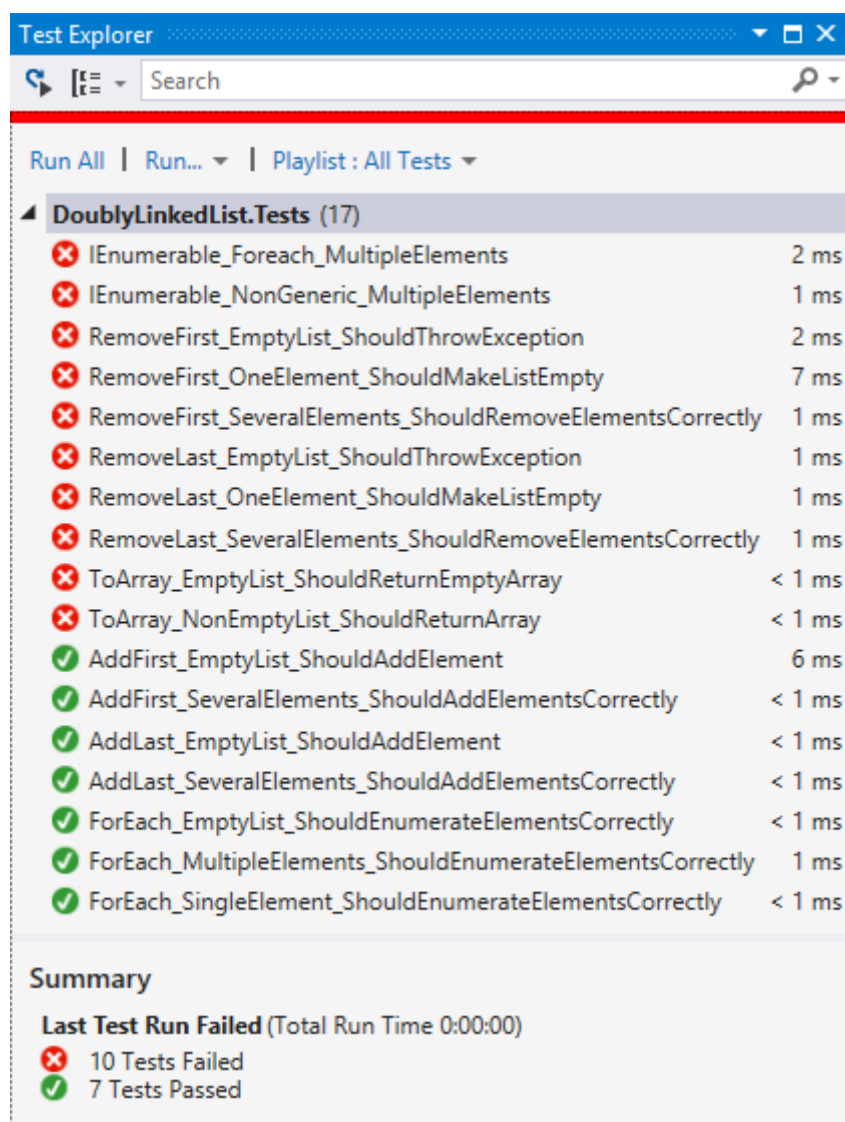 Test Explorer
Search
Run All | Run... | Playlist : All Tests
DoublyLinkedList.Tests (17)
IEnumerable_Foreach_MultipleElements 2 ms
IEnumerable_NonGeneric_MultipleElements 1 ms
RemoveFirst_EmptyList_ShouldThrowException 2 ms
RemoveFirst_OneElement_ShouldMakeListEmpty 7 ms
RemoveFirst_SeveralElements_ShouldRemoveElementsCorrectly 1 ms
RemoveLast_EmptyList_ShouldThrowException 1 ms
RemoveLast_OneElement_ShouldMakeListEmpty 1 ms
RemoveLast_SeveralElements_ShouldRemoveElementsCorrectly 1 ms
ToArray_EmptyList_ShouldReturnEmptyArray < 1 ms
ToArray_NonEmptyList_ShouldReturnArray < 1 ms
AddFirst_EmptyList_ShouldAddElement 6 ms
AddFirst_SeveralElements_ShouldAddElementsCorrectly < 1 ms
AddLast_EmptyList_ShouldAddElement < 1 ms
AddLast_SeveralElements_ShouldAddElementsCorrectly < 1 ms
ForEach_EmptyList_ShouldEnumerateElementsCorrectly < 1 ms
ForEach_MultipleElements_ShouldEnumerateElementsCorrectly 1 ms
ForEach_SingleElement_ShouldEnumerateElementsCorrectly < 1 ms
Summary
Last Test Run Failed (Total Run Time 0:00:00)
10 Tests Failed
7 Tests Passed